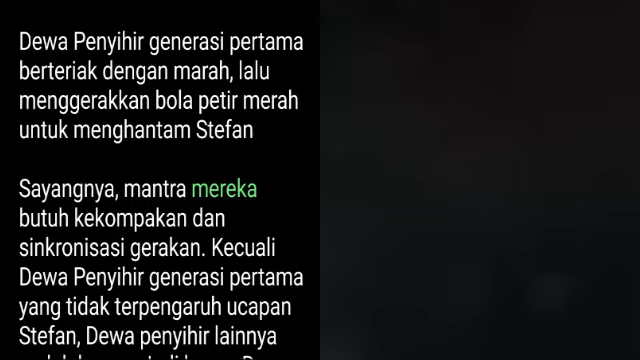 Dewa Penyihir generasi pertama
berteriak dengan marah, lalu
menggerakkan bola petir merah
untuk menghantam Stefan
Sayangnya, mantra mereka
butuh kekompakan dan
sinkronisasi gerakan. Kecuali
Dewa Penyihir generasi pertama
yang tidak terpengaruh ucapan
Stefan, Dewa penyihir lainnya